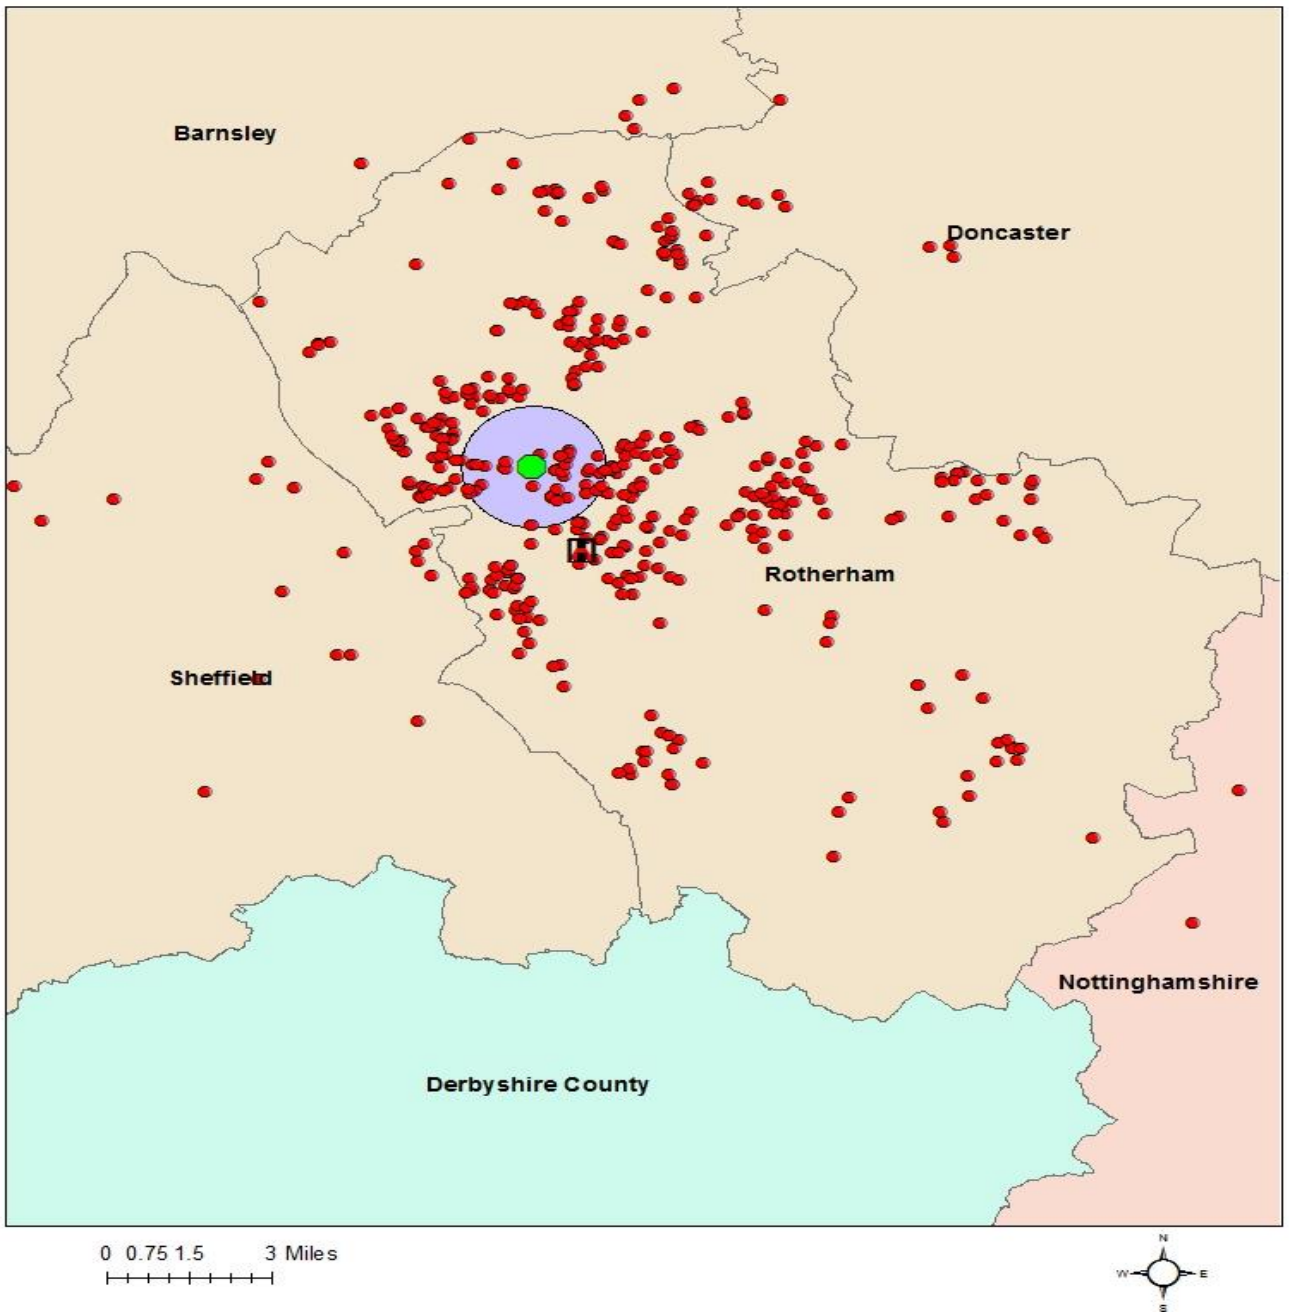 Barnsley
Doncaster
H
Rotherham
Sheffield
Nottinghamshire
Derbyshire County
0 0.75 1.5 3 Miles
N
W E
S